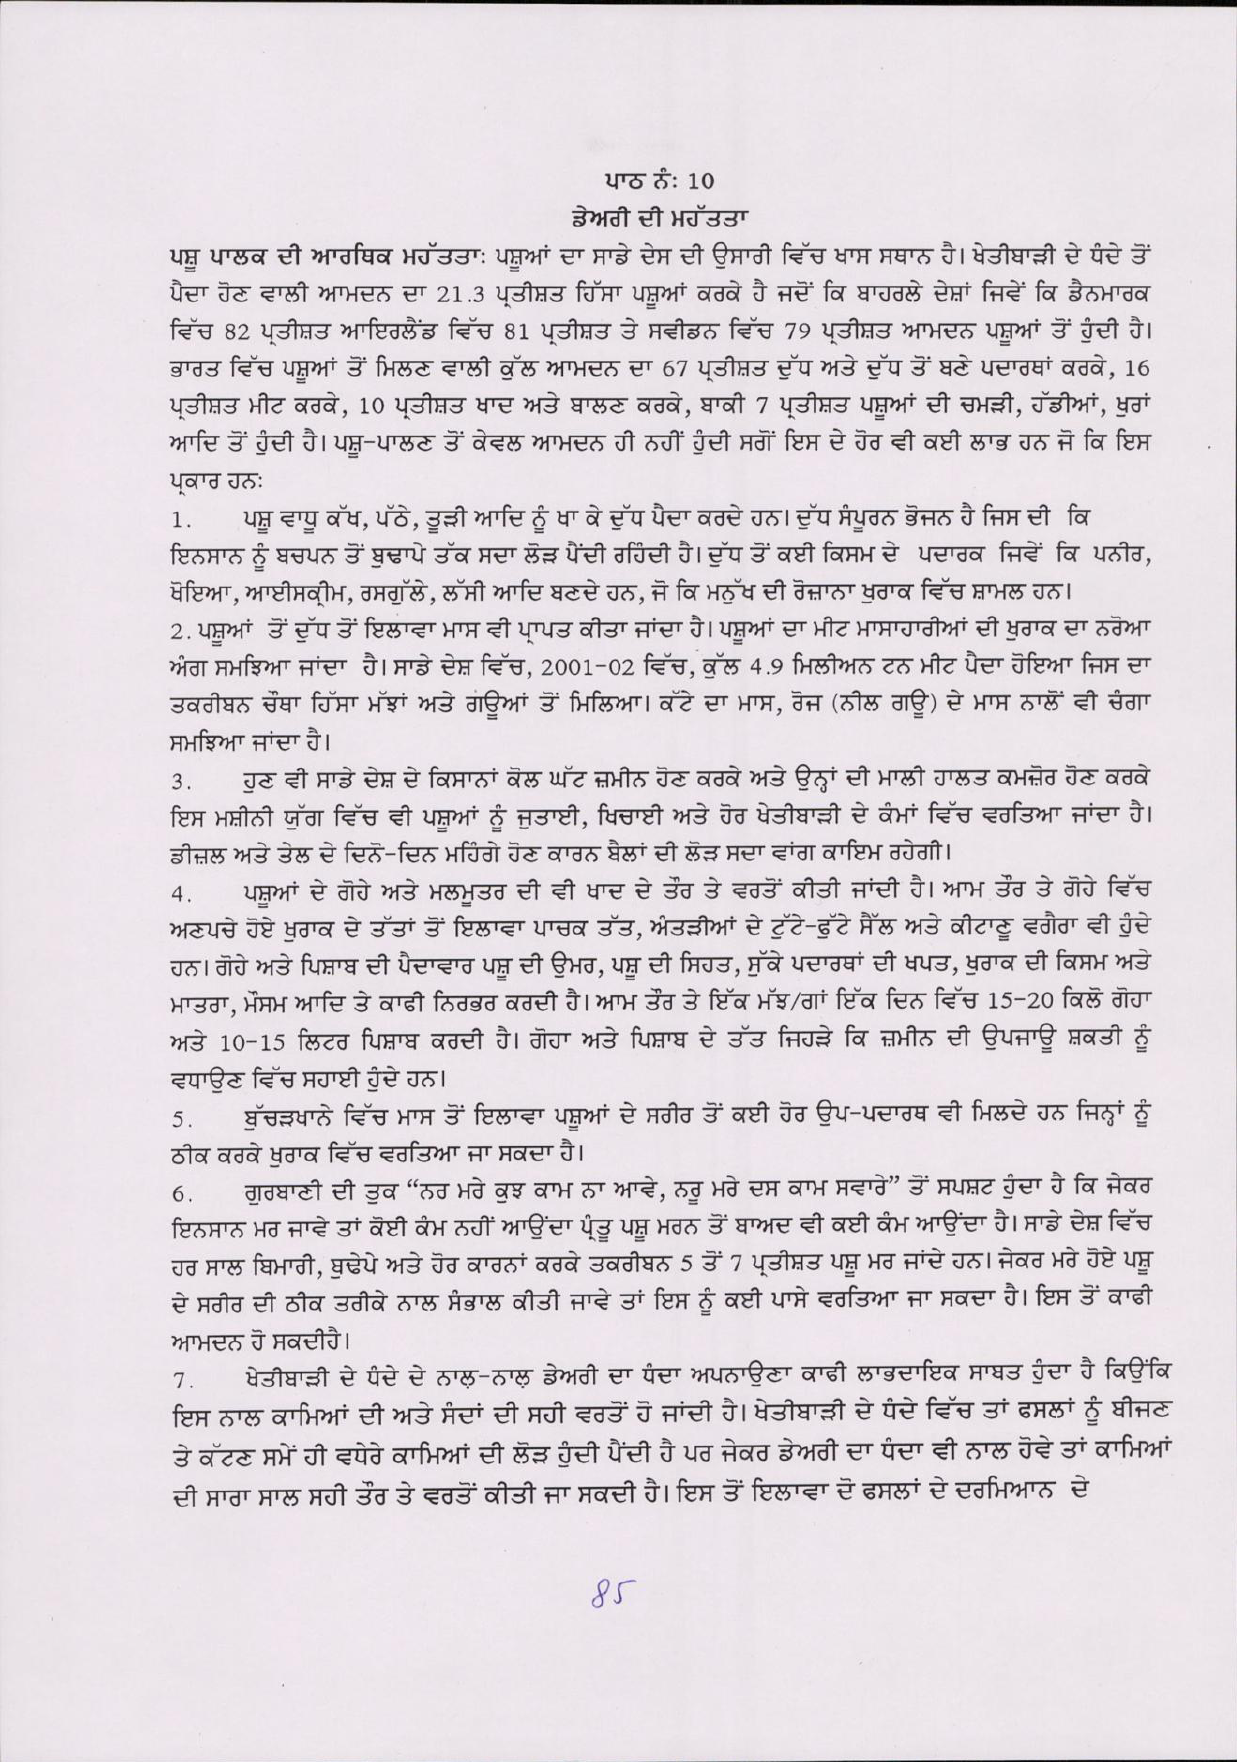 ਪਾਠ ਨੰ: 10
ਡੇਅਰੀ ਦੀ ਮਹੱਤਤਾ
ਪਸ਼ੂ ਪਾਲਕ ਦੀ ਆਰਥਿਕ ਮਹੱਤਤਾ: ਪਸ਼ੂਆਂ ਦਾ ਸਾਡੇ ਦੇਸ ਦੀ ਉਸਾਰੀ ਵਿੱਚ ਖਾਸ ਸਥਾਨ ਹੈ। ਖੇਤੀਬਾੜੀ ਦੇ ਧੰਦੇ ਤੋਂ
ਪੈਦਾ ਹੋਣ ਵਾਲੀ ਆਮਦਨ ਦਾ 21.3 ਪ੍ਰਤੀਸ਼ਤ ਹਿੱਸਾ ਪਸ਼ੂਆਂ ਕਰਕੇ ਹੈ ਜਦੋਂ ਕਿ ਬਾਹਰਲੇ ਦੇਸ਼ਾਂ ਜਿਵੇਂ ਕਿ ਡੈਨਮਾਰਕ
ਵਿੱਚ 82 ਪ੍ਰਤੀਸ਼ਤ ਆਇਰਲੈਂਡ ਵਿੱਚ 81 ਪ੍ਰਤੀਸ਼ਤ ਤੇ ਸਵੀਡਨ ਵਿੱਚ 79 ਪ੍ਰਤੀਸ਼ਤ ਆਮਦਨ ਪਸ਼ੂਆਂ ਤੋਂ ਹੁੰਦੀ ਹੈ।
ਭਾਰਤ ਵਿੱਚ ਪਸ਼ੂਆਂ ਤੋਂ ਮਿਲਣ ਵਾਲੀ ਕੁੱਲ ਆਮਦਨ ਦਾ 67 ਪ੍ਰਤੀਸ਼ਤ ਦੁੱਧ ਅਤੇ ਦੁੱਧ ਤੋਂ ਬਣੇ ਪਦਾਰਥਾਂ ਕਰਕੇ, 16
ਪ੍ਰਤੀਸ਼ਤ ਮੀਟ ਕਰਕੇ, 10 ਪ੍ਰਤੀਸ਼ਤ ਖਾਦ ਅਤੇ ਬਾਲਣ ਕਰਕੇ, ਬਾਕੀ 7 ਪ੍ਰਤੀਸ਼ਤ ਪਸ਼ੂਆਂ ਦੀ ਚਮੜੀ, ਹੱਡੀਆਂ, ਖੁਰਾਂ
ਆਦਿ ਤੋਂ ਹੁੰਦੀ ਹੈ। ਪਸ਼ੂ-ਪਾਲਣ ਤੋਂ ਕੇਵਲ ਆਮਦਨ ਹੀ ਨਹੀਂ ਹੁੰਦੀ ਸਗੋਂ ਇਸ ਦੇ ਹੋਰ ਵੀ ਕਈ ਲਾਭ ਹਨ ਜੋ ਕਿ ਇਸ
ਪ੍ਰਕਾਰ ਹਨ:
1. ਪਸ਼ੂ ਵਾਧੂ ਕੱਖ, ਪੱਠੇ, ਤੂੜੀ ਆਦਿ ਨੂੰ ਖਾ ਕੇ ਦੁੱਧ ਪੈਦਾ ਕਰਦੇ ਹਨ। ਦੁੱਧ ਸੰਪੂਰਨ ਭੋਜਨ ਹੈ ਜਿਸ ਦੀ ਕਿ
ਇਨਸਾਨ ਨੂੰ ਬਚਪਨ ਤੋਂ ਬੁਢਾਪੇ ਤੱਕ ਸਦਾ ਲੋੜ ਪੈਂਦੀ ਰਹਿੰਦੀ ਹੈ। ਦੁੱਧ ਤੋਂ ਕਈ ਕਿਸਮ ਦੇ ਪਦਾਰਕ ਜਿਵੇਂ ਕਿ ਪਨੀਰ,
ਖੋਇਆ, ਆਈਸਕ੍ਰੀਮ, ਰਸਗੁੱਲੇ, ਲੱਸੀ ਆਦਿ ਬਣਦੇ ਹਨ, ਜੋ ਕਿ ਮਨੁੱਖ ਦੀ ਰੋਜ਼ਾਨਾ ਖੁਰਾਕ ਵਿੱਚ ਸ਼ਾਮਲ ਹਨ।
2. ਪਸ਼ੂਆਂ ਤੋਂ ਦੁੱਧ ਤੋਂ ਇਲਾਵਾ ਮਾਸ ਵੀ ਪ੍ਰਾਪਤ ਕੀਤਾ ਜਾਂਦਾ ਹੈ। ਪਸ਼ੂਆਂ ਦਾ ਮੀਟ ਮਾਸਾਹਾਰੀਆਂ ਦੀ ਖੁਰਾਕ ਦਾ ਨਰੋਆ
ਅੰਗ ਸਮਝਿਆ ਜਾਂਦਾ ਹੈ। ਸਾਡੇ ਦੇਸ਼ ਵਿੱਚ, 2001-02 ਵਿੱਚ, ਕੁੱਲ 4.9 ਮਿਲੀਅਨ ਟਨ ਮੀਟ ਪੈਦਾ ਹੋਇਆ ਜਿਸ ਦਾ
ਤਕਰੀਬਨ ਚੌਥਾ ਹਿੱਸਾ ਮੱਝਾਂ ਅਤੇ ਗਊਆਂ ਤੋਂ ਮਿਲਿਆ। ਕੱਟੇ ਦਾ ਮਾਸ, ਰੋਜ (ਨੀਲ ਗਊ) ਦੇ ਮਾਸ ਨਾਲੋਂ ਵੀ ਚੰਗਾ
ਸਮਝਿਆ ਜਾਂਦਾ ਹੈ।
3. ਹੁਣ ਵੀ ਸਾਡੇ ਦੇਸ਼ ਦੇ ਕਿਸਾਨਾਂ ਕੋਲ ਘੱਟ ਜ਼ਮੀਨ ਹੋਣ ਕਰਕੇ ਅਤੇ ਉਨ੍ਹਾਂ ਦੀ ਮਾਲੀ ਹਾਲਤ ਕਮਜ਼ੋਰ ਹੋਣ ਕਰਕੇ
ਇਸ ਮਸ਼ੀਨੀ ਯੁੱਗ ਵਿੱਚ ਵੀ ਪਸ਼ੂਆਂ ਨੂੰ ਜੁਤਾਈ, ਖਿਚਾਈ ਅਤੇ ਹੋਰ ਖੇਤੀਬਾੜੀ ਦੇ ਕੰਮਾਂ ਵਿੱਚ ਵਰਤਿਆ ਜਾਂਦਾ ਹੈ।
ਡੀਜ਼ਲ ਅਤੇ ਤੇਲ ਦੇ ਦਿਨੋ-ਦਿਨ ਮਹਿੰਗੇ ਹੋਣ ਕਾਰਨ ਬੈਲਾਂ ਦੀ ਲੋੜ ਸਦਾ ਵਾਂਗ ਕਾਇਮ ਰਹੇਗੀ।
4. ਪਸ਼ੂਆਂ ਦੇ ਗੋਹੇ ਅਤੇ ਮਲਮੂਤਰ ਦੀ ਵੀ ਖਾਦ ਦੇ ਤੌਰ ਤੇ ਵਰਤੋਂ ਕੀਤੀ ਜਾਂਦੀ ਹੈ। ਆਮ ਤੌਰ ਤੇ ਗੋਹੇ ਵਿੱਚ
ਅਣਪਚੇ ਹੋਏ ਖੁਰਾਕ ਦੇ ਤੱਤਾਂ ਤੋਂ ਇਲਾਵਾ ਪਾਚਕ ਤੱਤ, ਅੰਤੜੀਆਂ ਦੇ ਟੁੱਟੇ-ਫੁੱਟੇ ਸੈੱਲ ਅਤੇ ਕੀਟਾਣੂ ਵਗੈਰਾ ਵੀ ਹੁੰਦੇ
ਹਨ। ਗੋਹੇ ਅਤੇ ਪਿਸ਼ਾਬ ਦੀ ਪੈਦਾਵਾਰ ਪਸ਼ੂ ਦੀ ਉਮਰ, ਪਸ਼ੂ ਦੀ ਸਿਹਤ, ਸੁੱਕੇ ਪਦਾਰਥਾਂ ਦੀ ਖਪਤ, ਖੁਰਾਕ ਦੀ ਕਿਸਮ ਅਤੇ
ਮਾਤਰਾ, ਮੌਸਮ ਆਦਿ ਤੇ ਕਾਫੀ ਨਿਰਭਰ ਕਰਦੀ ਹੈ। ਆਮ ਤੌਰ ਤੇ ਇੱਕ ਮੱਝ/ਗਾਂ ਇੱਕ ਦਿਨ ਵਿੱਚ 15-20 ਕਿਲੋ ਗੋਹਾ
ਅਤੇ 10-15 ਲਿਟਰ ਪਿਸ਼ਾਬ ਕਰਦੀ ਹੈ। ਗੋਹਾ ਅਤੇ ਪਿਸ਼ਾਬ ਦੇ ਤੱਤ ਜਿਹੜੇ ਕਿ ਜ਼ਮੀਨ ਦੀ ਉਪਜਾਊ ਸ਼ਕਤੀ ਨੂੰ
ਵਧਾਉਣ ਵਿੱਚ ਸਹਾਈ ਹੁੰਦੇ ਹਨ।
5. ਬੁੱਚੜਖਾਨੇ ਵਿੱਚ ਮਾਸ ਤੋਂ ਇਲਾਵਾ ਪਸ਼ੂਆਂ ਦੇ ਸਰੀਰ ਤੋਂ ਕਈ ਹੋਰ ਉਪ-ਪਦਾਰਥ ਵੀ ਮਿਲਦੇ ਹਨ ਜਿਨ੍ਹਾਂ ਨੂੰ
ਠੀਕ ਕਰਕੇ ਖੁਰਾਕ ਵਿੱਚ ਵਰਤਿਆ ਜਾ ਸਕਦਾ ਹੈ।
6. ਗੁਰਬਾਣੀ ਦੀ ਤੁਕ “ਨਰ ਮਰੇ ਕੁਝ ਕਾਮ ਨਾ ਆਵੇ, ਨਰੂ ਮਰੇ ਦਸ ਕਾਮ ਸਵਾਰੇ” ਤੋਂ ਸਪਸ਼ਟ ਹੁੰਦਾ ਹੈ ਕਿ ਜੇਕਰ
ਇਨਸਾਨ ਮਰ ਜਾਵੇ ਤਾਂ ਕੋਈ ਕੰਮ ਨਹੀਂ ਆਉਂਦਾ ਪ੍ਰੰਤੂ ਪਸ਼ੂ ਮਰਨ ਤੋਂ ਬਾਅਦ ਵੀ ਕਈ ਕੰਮ ਆਉਂਦਾ ਹੈ। ਸਾਡੇ ਦੇਸ਼ ਵਿੱਚ
ਹਰ ਸਾਲ ਬਿਮਾਰੀ, ਬੁਢੇਪੇ ਅਤੇ ਹੋਰ ਕਾਰਨਾਂ ਕਰਕੇ ਤਕਰੀਬਨ 5 ਤੋਂ 7 ਪ੍ਰਤੀਸ਼ਤ ਪਸ਼ੂ ਮਰ ਜਾਂਦੇ ਹਨ। ਜੇਕਰ ਮਰੇ ਹੋਏ ਪਸ਼ੂ
ਦੇ ਸਰੀਰ ਦੀ ਠੀਕ ਤਰੀਕੇ ਨਾਲ ਸੰਭਾਲ ਕੀਤੀ ਜਾਵੇ ਤਾਂ ਇਸ ਨੂੰ ਕਈ ਪਾਸੇ ਵਰਤਿਆ ਜਾ ਸਕਦਾ ਹੈ। ਇਸ ਤੋਂ ਕਾਫੀ
ਆਮਦਨ ਹੋ ਸਕਦੀਹੈ।
7. ਖੇਤੀਬਾੜੀ ਦੇ ਧੰਦੇ ਦੇ ਨਾਲ਼-ਨਾਲ਼ ਡੇਅਰੀ ਦਾ ਧੰਦਾ ਅਪਨਾਉਣਾ ਕਾਫੀ ਲਾਭਦਾਇਕ ਸਾਬਤ ਹੁੰਦਾ ਹੈ ਕਿਉਂਕਿ
ਇਸ ਨਾਲ ਕਾਮਿਆਂ ਦੀ ਅਤੇ ਸੰਦਾਂ ਦੀ ਸਹੀ ਵਰਤੋਂ ਹੋ ਜਾਂਦੀ ਹੈ। ਖੇਤੀਬਾੜੀ ਦੇ ਧੰਦੇ ਵਿੱਚ ਤਾਂ ਫਸਲਾਂ ਨੂੰ ਬੀਜਣ
ਤੇ ਕੱਟਣ ਸਮੇਂ ਹੀ ਵਧੇਰੇ ਕਾਮਿਆਂ ਦੀ ਲੋੜ ਹੁੰਦੀ ਪੈਂਦੀ ਹੈ ਪਰ ਜੇਕਰ ਡੇਅਰੀ ਦਾ ਧੰਦਾ ਵੀ ਨਾਲ ਹੋਵੇ ਤਾਂ ਕਾਮਿਆਂ
ਦੀ ਸਾਰਾ ਸਾਲ ਸਹੀ ਤੌਰ ਤੇ ਵਰਤੋਂ ਕੀਤੀ ਜਾ ਸਕਦੀ ਹੈ। ਇਸ ਤੋਂ ਇਲਾਵਾ ਦੋ ਫਸਲਾਂ ਦੇ ਦਰਮਿਆਨ ਦੇ
85